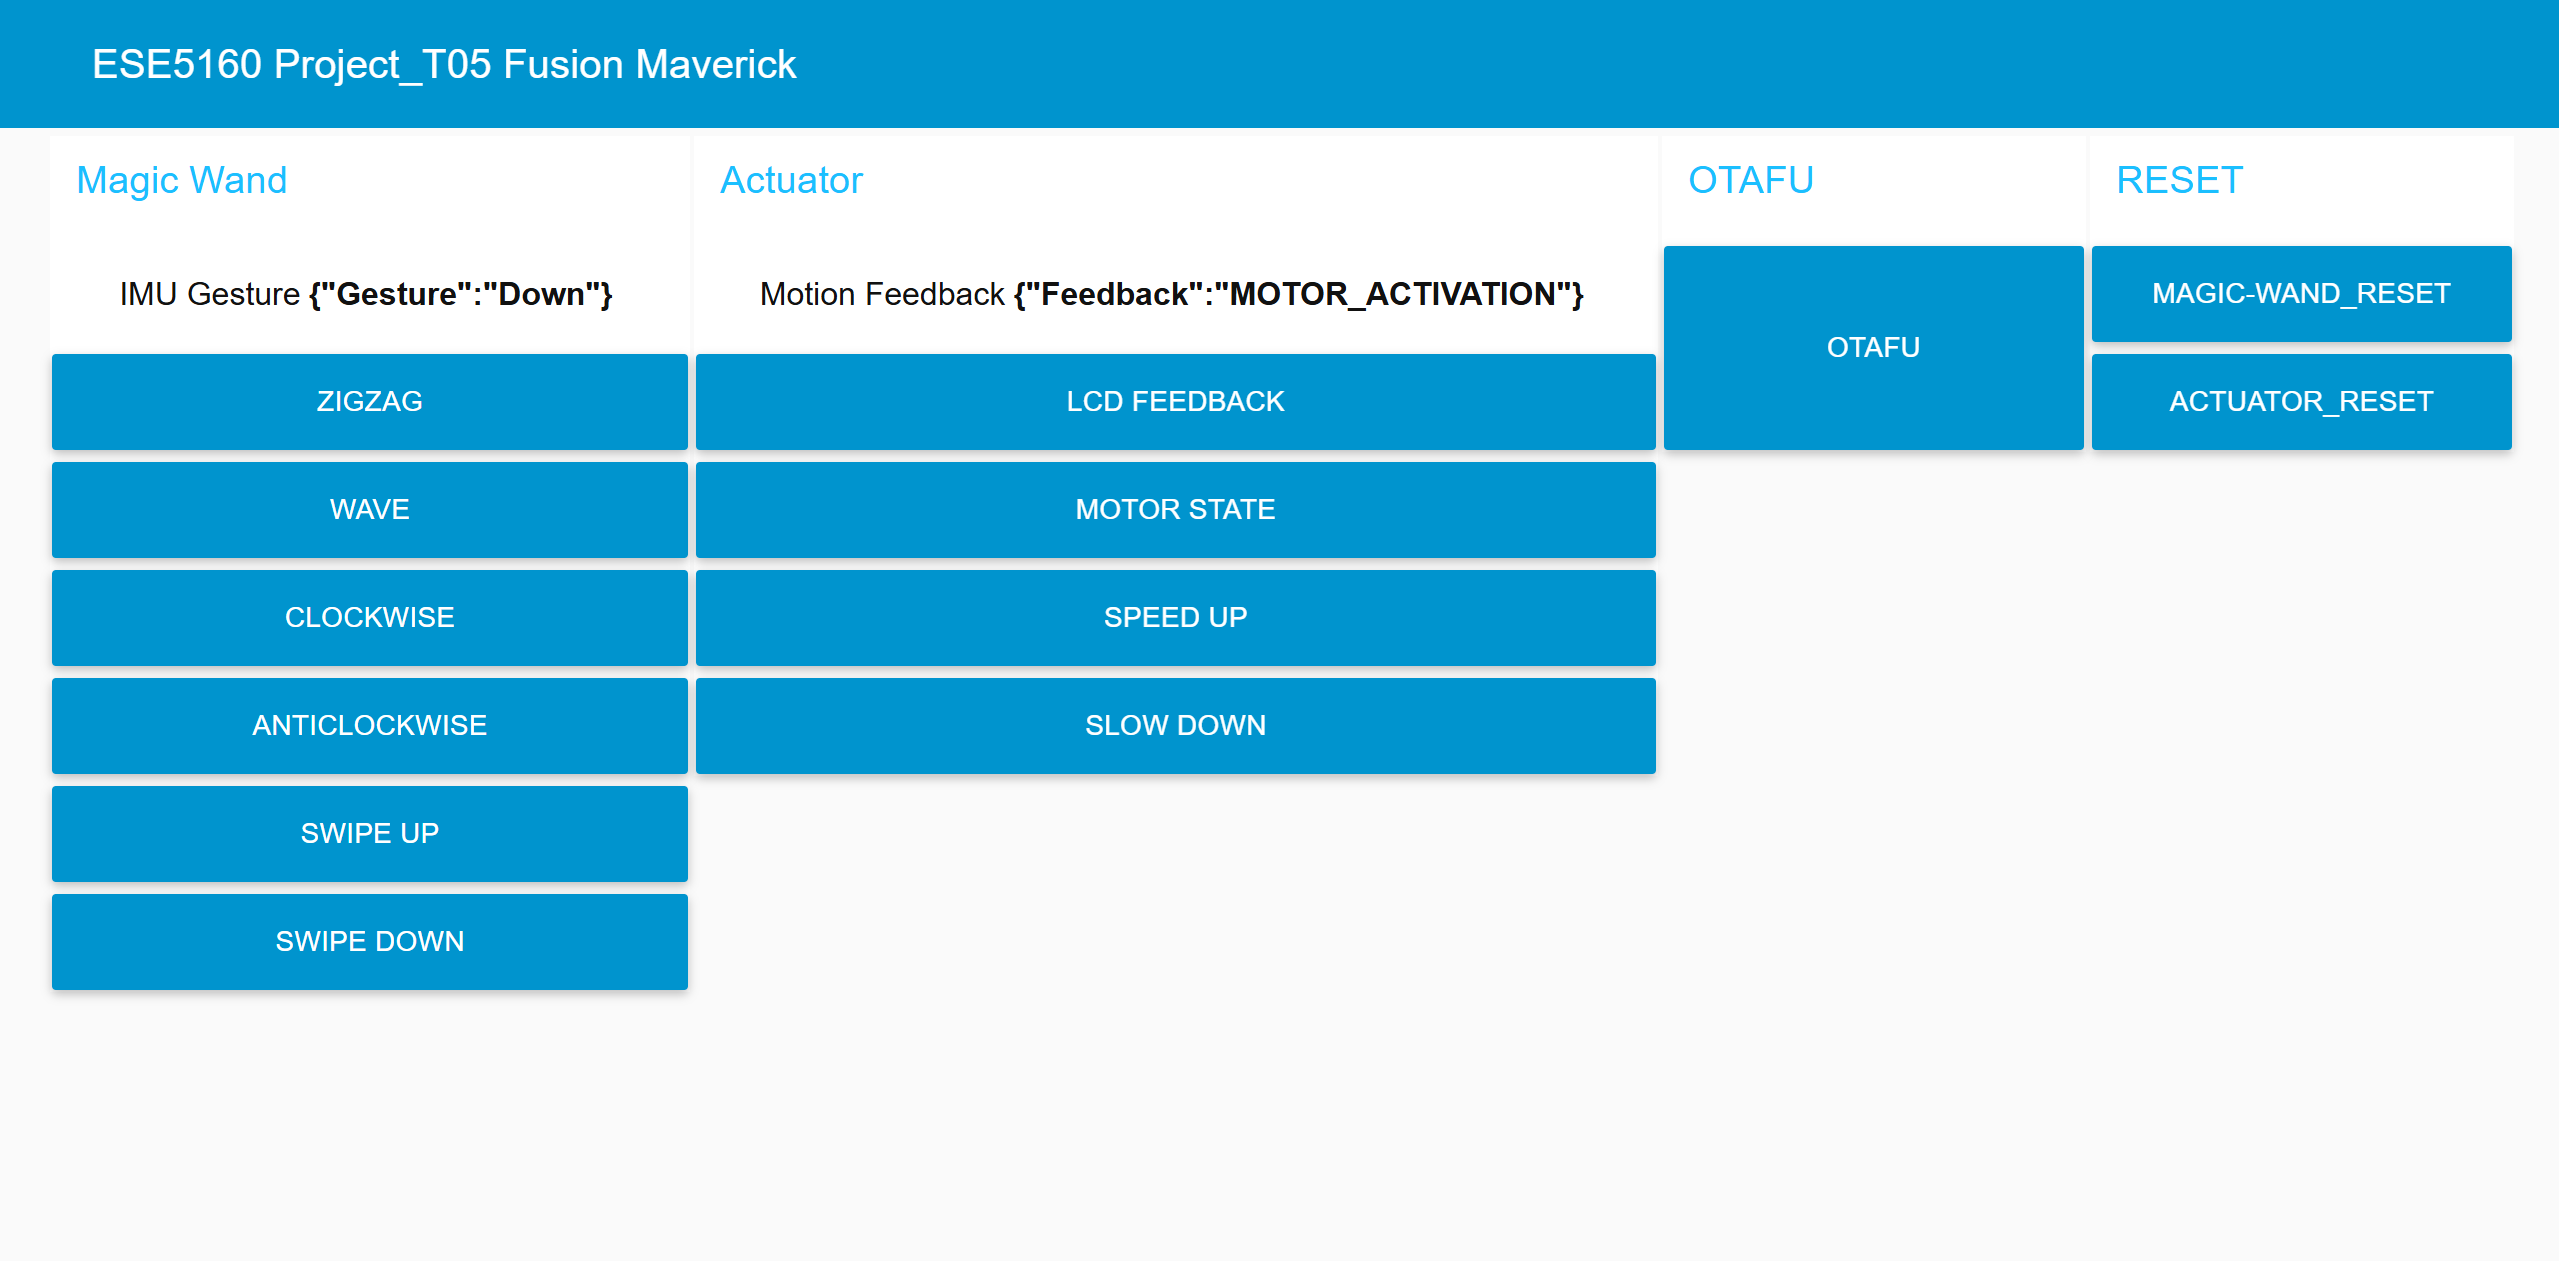 ESE5160 Project_T05 Fusion Maverick
Magic Wand
IMU Gesture {"Gesture":"Down"}
ZIGZAG
WAVE
CLOCKWISE
ANTICLOCKWISE
SWIPE UP
SWIPE DOWN
Actuator
Motion Feedback {"Feedback":"MOTOR_ACTIVATION"}
LCD FEEDBACK
MOTOR STATE
SPEED UP
SLOW DOWN
OTAFU
OTAFU
RESET
MAGIC-WAND_RESET
ACTUATOR_RESET